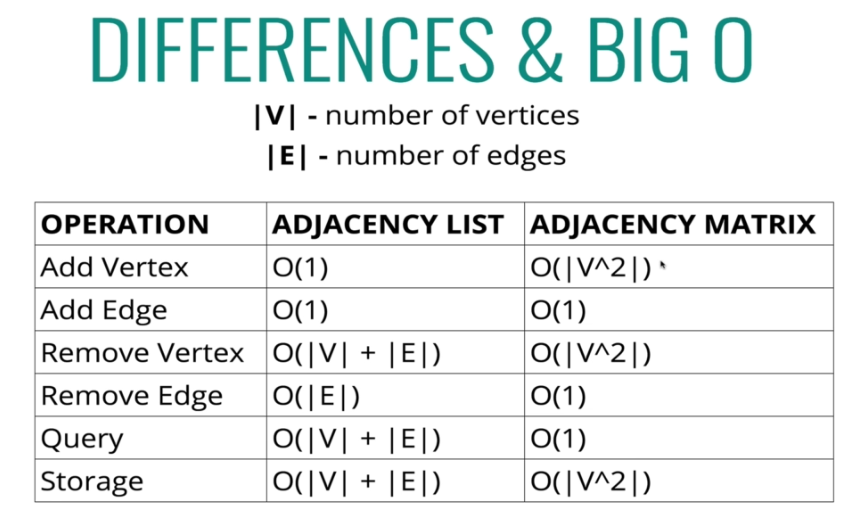 DIFFERENCES & BIG O
|V| - number of vertices
|E| - number of edges
OPERATION ADJACENCY LIST ADJACENCY MATRIX
Add Vertex O(1) O(|V^2|)
Add Edge O(1) O(1)
Remove Vertex O(|V| + |E|) O(|V^2|)
Remove Edge O(|E|) O(1)
Query O(|V| + |E|) O(1)
Storage O(|V| + |E|) O(|V^2|)